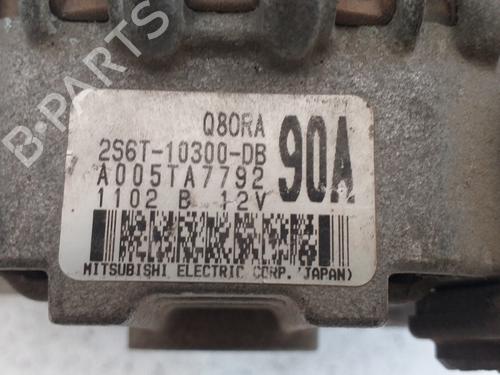 B-PARTS
Q80RA
2S6T-10300-DB
90A
A005TA7792
1102 B 12V
MITSUBISHI ELECTRIC CORP.(JAPAN)